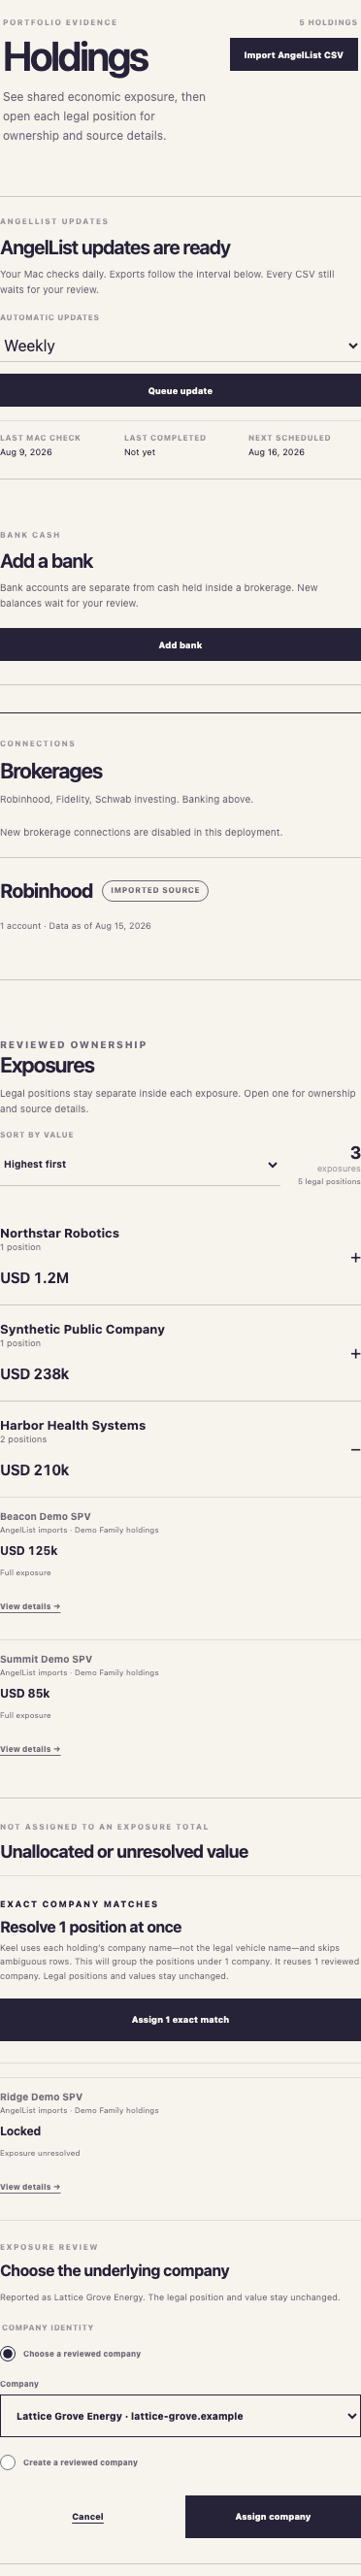 PORTFOLIO EVIDENCE
5 HOLDINGS
Holdings
Import AngelList CSV
See shared economic exposure, then
open each legal position for
ownership and source details.
ANGELLIST UPDATES
AngelList updates are ready
Your Mac checks daily. Exports follow the interval below. Every CSV still
waits for your review.
AUTOMATIC UPDATES
Weekly
Queue update
LAST MAC CHECK
LAST COMPLETED
NEXT SCHEDULED
Aug 9, 2026
Not yet
Aug 16, 2026
BANK CASH
Add a bank
Bank accounts are separate from cash held inside a brokerage. New
balances wait for your review.
Add bank
CONNECTIONS
Brokerages
Robinhood, Fidelity, Schwab investing. Banking above.
New brokerage connections are disabled in this deployment.
Robinhood
IMPORTED SOURCE
1 account · Data as of Aug 15, 2026
REVIEWED OWNERSHIP
Exposures
Legal positions stay separate inside each exposure. Open one for ownership
and source details.
SORT BY VALUE
Highest first
3
exposures
5 legal positions
Northstar Robotics
1 position
+
USD 1.2M
Synthetic Public Company
1 position
+
USD 238k
Harbor Health Systems
2 positions
−
USD 210k
Beacon Demo SPV
AngelList imports · Demo Family holdings
USD 125k
Full exposure
View details →
Summit Demo SPV
AngelList imports · Demo Family holdings
USD 85k
Full exposure
View details →
NOT ASSIGNED TO AN EXPOSURE TOTAL
Unallocated or unresolved value
EXACT COMPANY MATCHES
Resolve 1 position at once
Keel uses each holding's company name—not the legal vehicle name—and skips
ambiguous rows. This will group the positions under 1 company. It reuses 1 reviewed
company. Legal positions and values stay unchanged.
Assign 1 exact match
Ridge Demo SPV
AngelList imports · Demo Family holdings
Locked
Exposure unresolved
View details →
EXPOSURE REVIEW
Choose the underlying company
Reported as Lattice Grove Energy. The legal position and value stay unchanged.
COMPANY IDENTITY
Choose a reviewed company
Company
Lattice Grove Energy · lattice-grove.example
Create a reviewed company
Cancel
Assign company